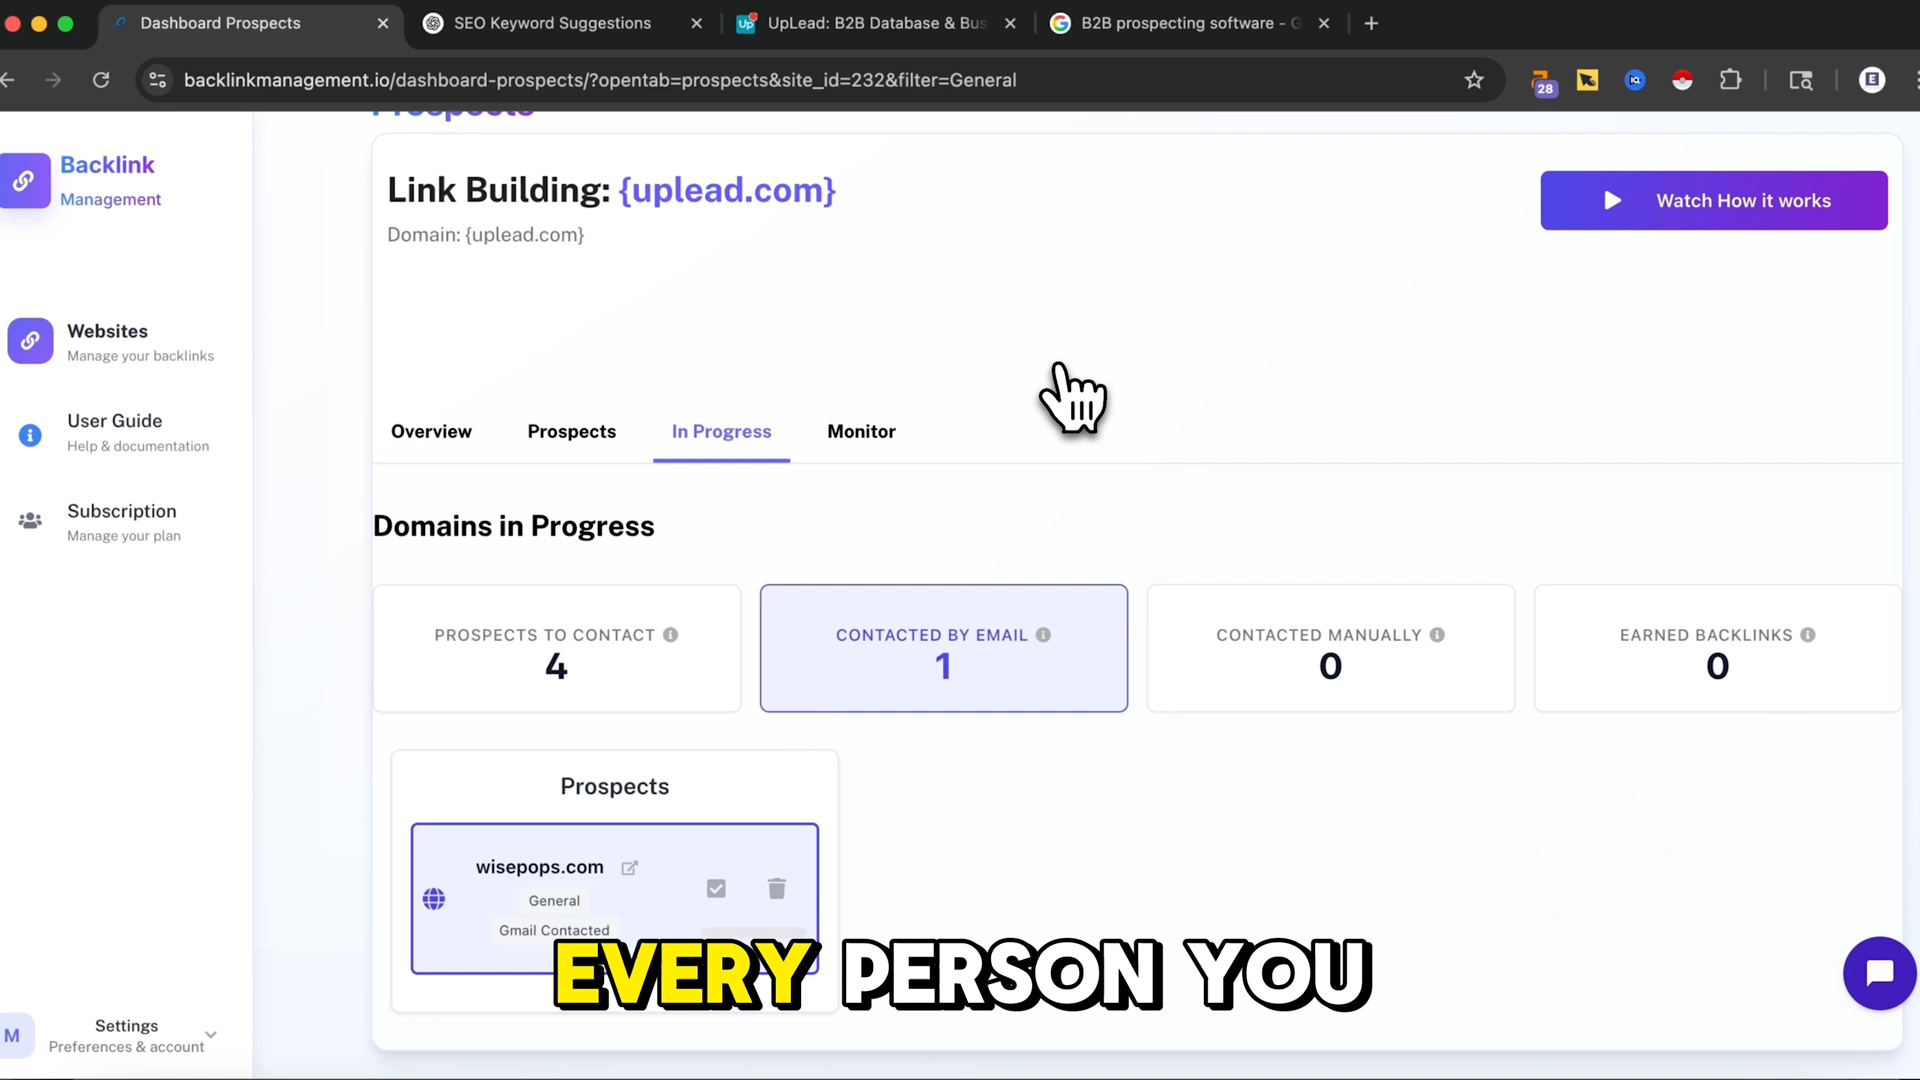 Dashboard Prospects
SEO Keyword Suggestions
Up
UpLead: B2B Database & Bus
B2B prospecting software - G
backlinkmanagement.io/dashboard-prospects/?opentab=prospects&site_id=232&filter=General
28
IQ
E
Prospects
Backlink
Management
Link Building: {uplead.com}
Domain: {uplead.com}
Watch How it works
Websites
Manage your backlinks
User Guide
Help & documentation
Subscription
Manage your plan
Overview
Prospects
In Progress
Monitor
Domains in Progress
PROSPECTS TO CONTACT
4
CONTACTED BY EMAIL
1
CONTACTED MANUALLY
0
EARNED BACKLINKS
0
Prospects
wisepops.com
General
Gmail Contacted
EVERY PERSON YOU
M
Settings
Preferences & account